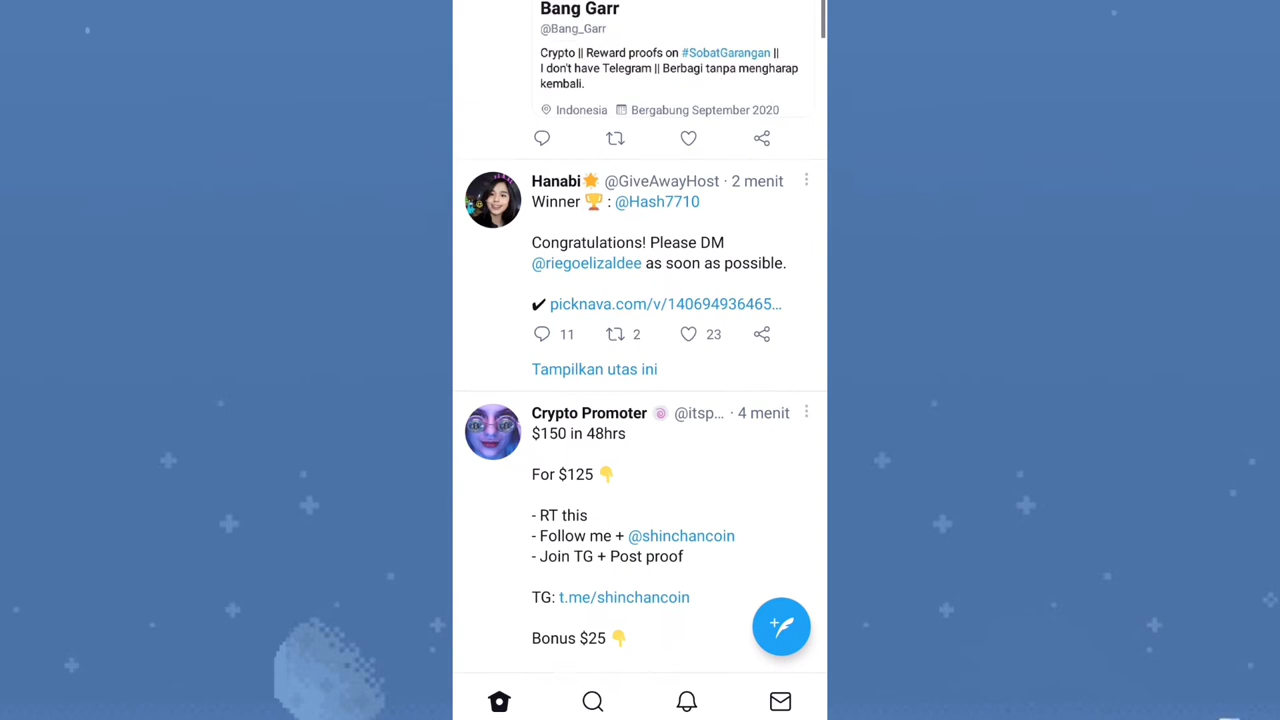 Bang Garr
@Bang_Garr
Crypto || Reward proofs on #SobatGarangan ||
I don't have Telegram || Berbagi tanpa mengharap
kembali.
Indonesia Bergabung September 2020
Hanabi🌟 @GiveAwayHost · 2 menit
Winner 🏆 : @Hash7710
Congratulations! Please DM
@riegoelizaldee as soon as possible.
✔ picknava.com/v/140694936465…
11 2 23
Tampilkan utas ini
Crypto Promoter 🍥 @itsp… · 4 menit
$150 in 48hrs
For $125 👇
- RT this
- Follow me + @shinchancoin
- Join TG + Post proof
TG: t.me/shinchancoin
Bonus $25 👇